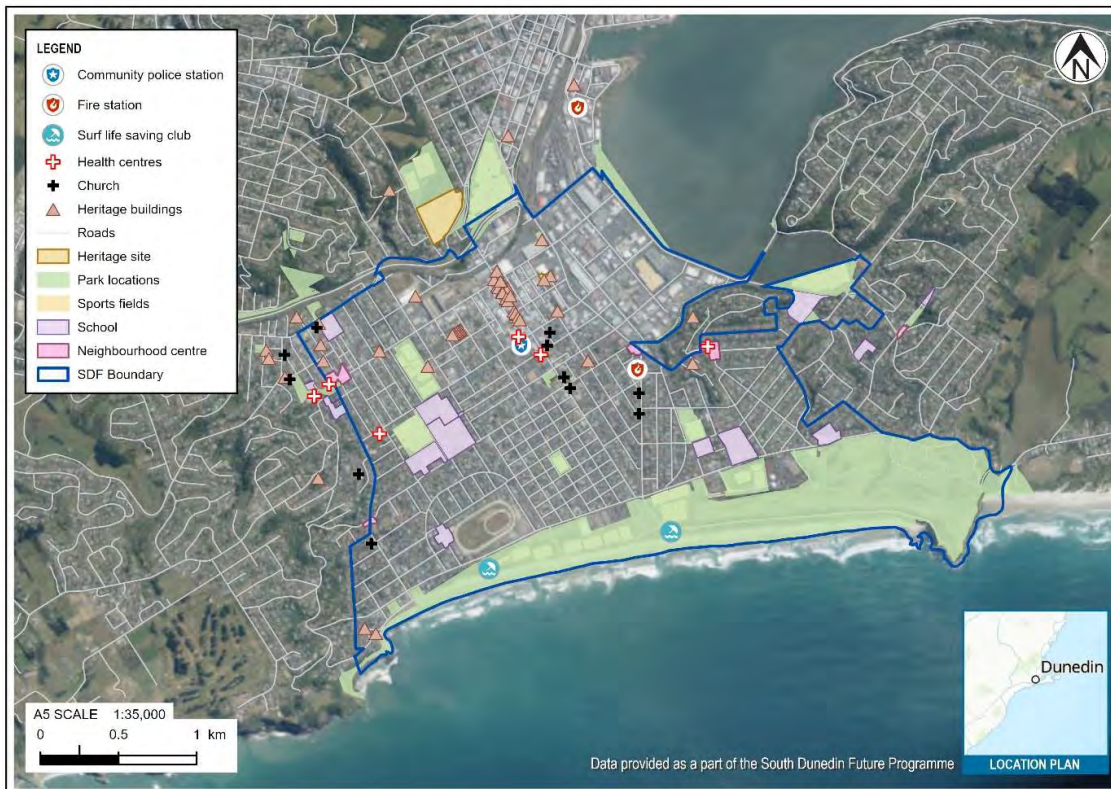 LEGEND
Community police station
Fire station
Surf life saving club
Health centres
Church
Heritage buildings
Roads
Heritage site
Park locations
Sports fields
School
Neighbourhood centre
SDF Boundary
N
A5 SCALE 1:35,000
0 0.5 1 km
Data provided as a part of the South Dunedin Future Programme
Dunedin
LOCATION PLAN